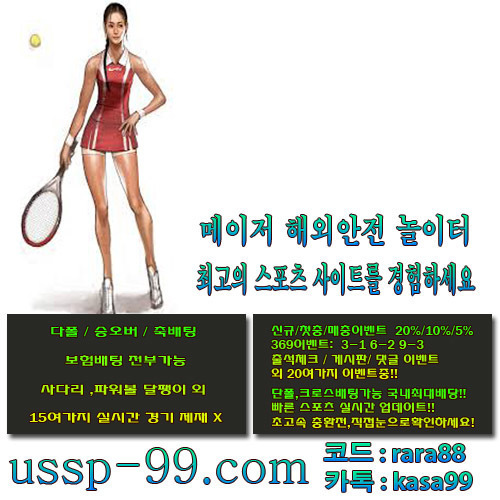 메이저 해외안전 놀이터
최고의 스포츠 사이트를 경험하세요
다폴 / 승오버 / 축배팅
보험배팅 전부가능
사다리 ,파워볼 달팽이 외
15여가지 실시간 경기 제재 X
신규/첫충/매충이벤트 20%/10%/5%
369이벤트: 3-1 6-2 9-3
출석체크 / 게시판/ 댓글 이벤트
외 20여가지 이벤트중!!
단폴,크로스배팅가능 국내최대배당!!
빠른 스포츠 실시간 업데이트!!
초고속 충환전,직접눈으로확인하세요!
ussp-99.com
코드 : rara88
카톡 : kasa99